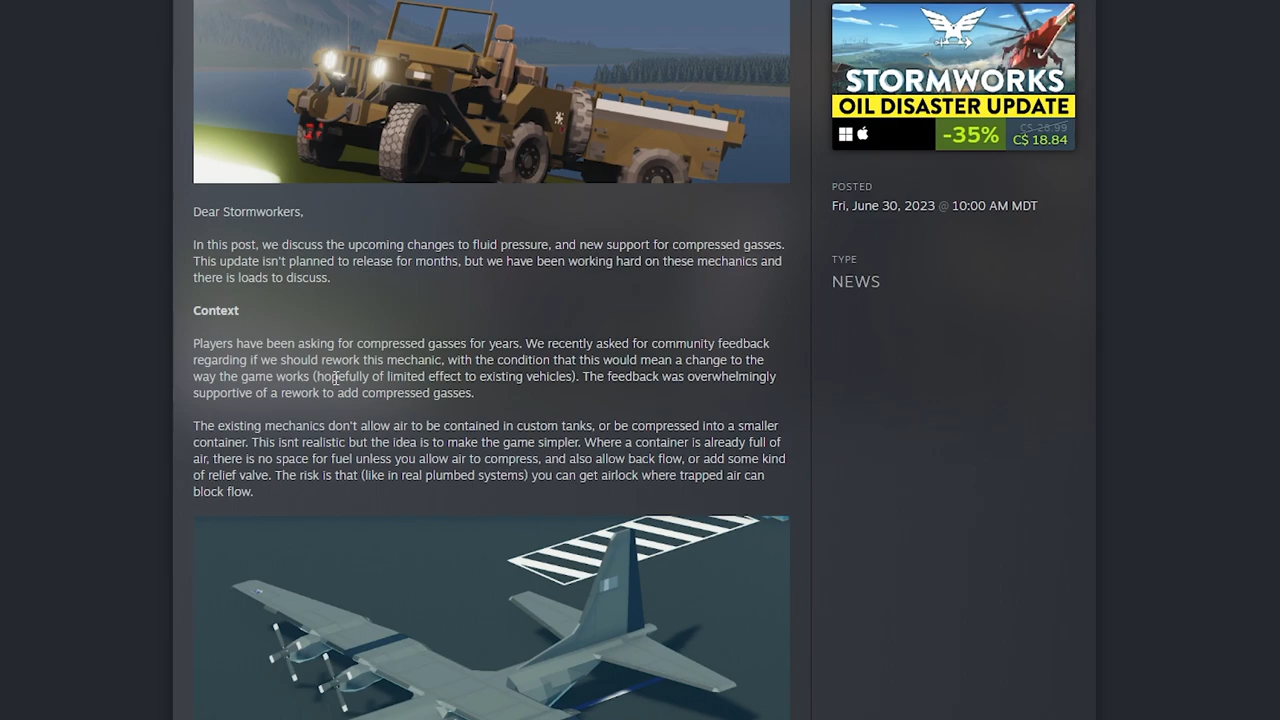 Dear Stormworkers,
In this post, we discuss the upcoming changes to fluid pressure, and new support for compressed gasses.
This update isn't planned to release for months, but we have been working hard on these mechanics and
there is loads to discuss.
Context
Players have been asking for compressed gasses for years. We recently asked for community feedback
regarding if we should rework this mechanic, with the condition that this would mean a change to the
way the game works (hopefully of limited effect to existing vehicles). The feedback was overwhelmingly
supportive of a rework to add compressed gasses.
The existing mechanics don't allow air to be contained in custom tanks, or be compressed into a smaller
container. This isnt realistic but the idea is to make the game simpler. Where a container is already full of
air, there is no space for fuel unless you allow air to compress, and also allow back flow, or add some kind
of relief valve. The risk is that (like in real plumbed systems) you can get airlock where trapped air can
block flow.
STORMWORKS
OIL DISASTER UPDATE
-35%
C$ 28.99
C$ 18.84
POSTED
Fri, June 30, 2023 @ 10:00 AM MDT
TYPE
NEWS